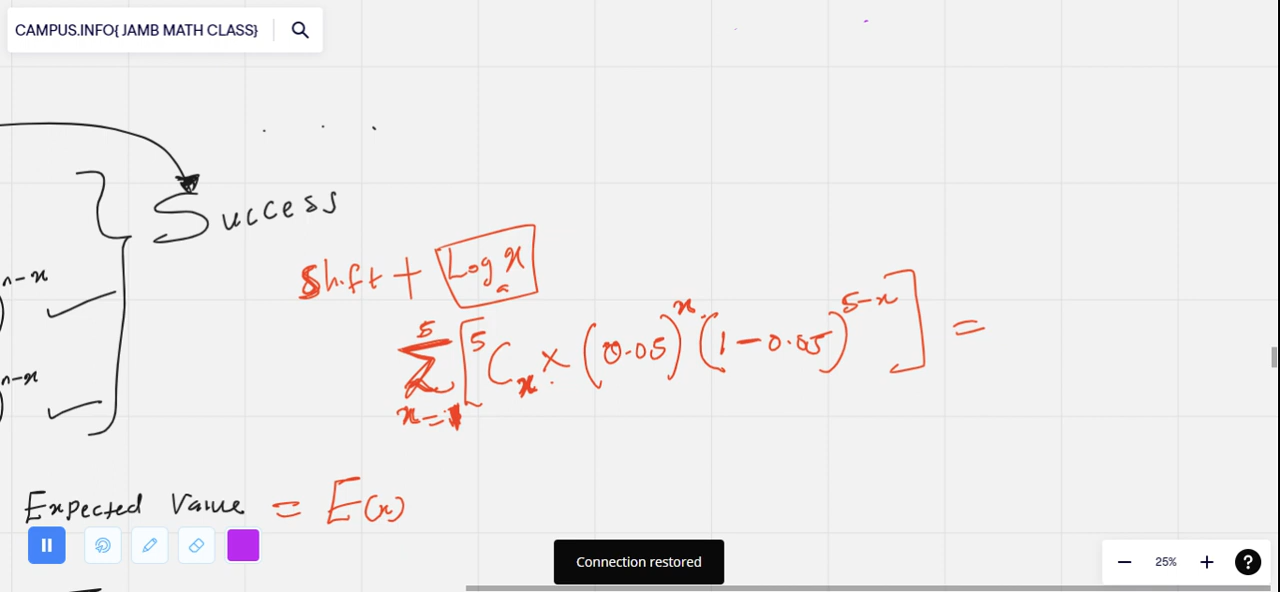 CAMPUS.INFO{ JAMB MATH CLASS}
Success
n-x
shift + Log x
5
Σ [ ⁵Cₓ × (0.05)ˣ (1-0.05)⁵⁻ˣ ] =
x=1
n-x
Expected Value = E(x)
Connection restored
25%